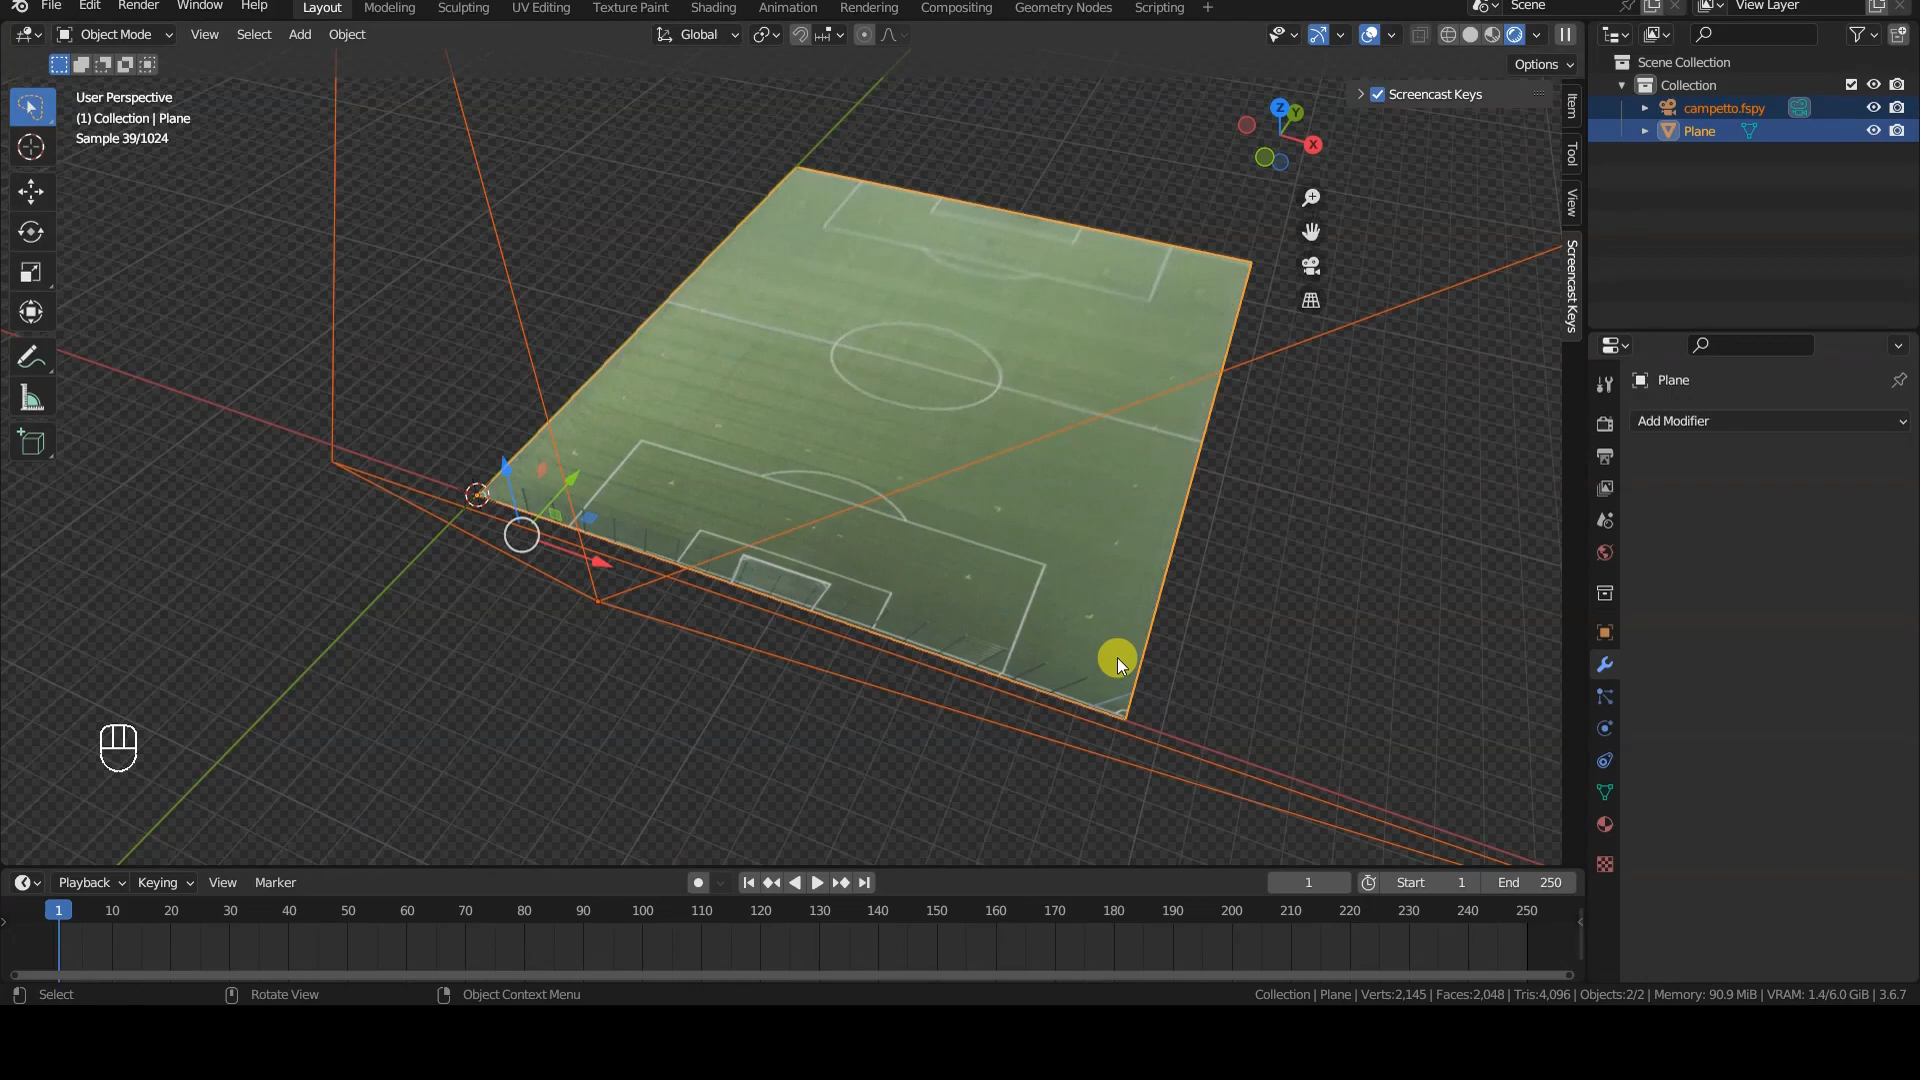 File Edit Render Window Help Layout Modeling Sculpting UV Editing Texture Paint Shading Animation Rendering Compositing Geometry Nodes Scripting + Scene View Layer
Object Mode View Select Add Object Global
Options
User Perspective
(1) Collection | Plane
Sample 39/1024
Screencast Keys
Z
Y
X
Item
Tool
View
Screencast Keys
Scene Collection
Collection
campetto.fspy
Plane
Plane
Add Modifier
Playback Keying View Marker 1 Start 1 End 250
1 10 20 30 40 50 60 70 80 90 100 110 120 130 140 150 160 170 180 190 200 210 220 230 240 250
Select Rotate View Object Context Menu Collection | Plane | Verts:2,145 | Faces:2,048 | Tris:4,096 | Objects:2/2 | Memory: 90.9 MiB | VRAM: 1.4/6.0 GiB | 3.6.7